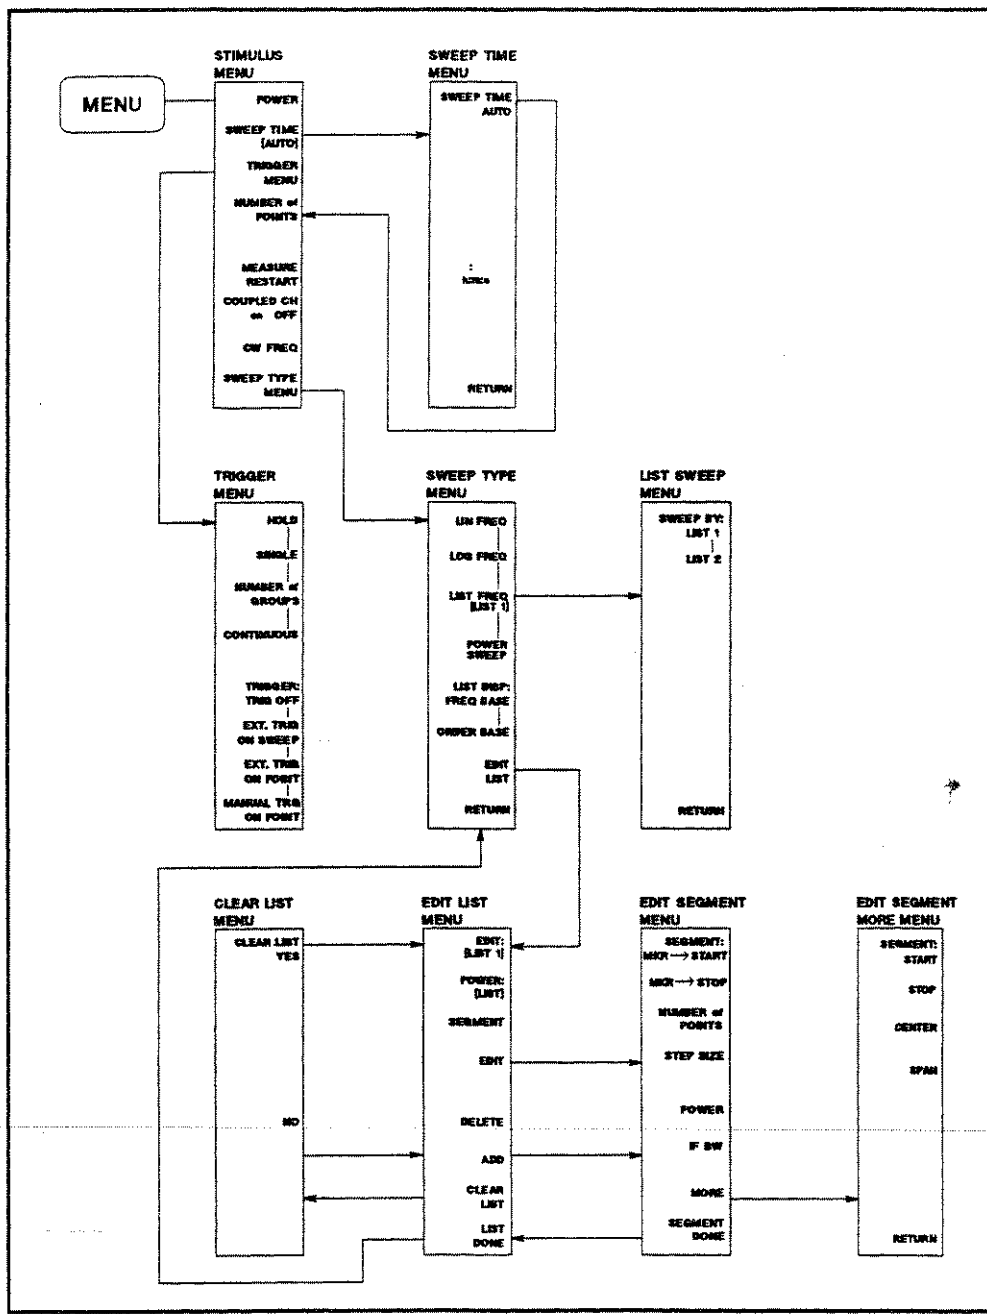 MENU
STIMULUS
MENU
POWER
SWEEP TIME
[AUTO]
TRIGGER
MENU
NUMBER of
POINTS
MEASURE
RESTART
COUPLED CH
on OFF
CW FREQ
SWEEP TYPE
MENU
SWEEP TIME
MENU
SWEEP TIME
AUTO
:
h:m:s
RETURN
TRIGGER
MENU
HOLD
SINGLE
NUMBER of
GROUPS
CONTINUOUS
TRIGGER:
TRIG OFF
EXT. TRIG
ON SWEEP
EXT. TRIG
ON POINT
MANUAL TRG
ON POINT
SWEEP TYPE
MENU
LIN FREQ
LOG FREQ
LIST FREQ
[LIST 1]
POWER
SWEEP
LIST DISP:
FREQ BASE
ORDER BASE
EDIT
LIST
RETURN
LIST SWEEP
MENU
SWEEP BY:
LIST 1
LIST 2
RETURN
CLEAR LIST
MENU
CLEAR LIST
YES
NO
EDIT LIST
MENU
EDIT:
[LIST 1]
POWER:
[LIST]
SEGMENT
EDIT
DELETE
ADD
CLEAR
LIST
LIST
DONE
EDIT SEGMENT
MENU
SEGMENT:
MKR→START
MKR→STOP
NUMBER of
POINTS
STEP SIZE
POWER
IF BW
MORE
SEGMENT
DONE
EDIT SEGMENT
MORE MENU
SEGMENT:
START
STOP
CENTER
SPAN
RETURN